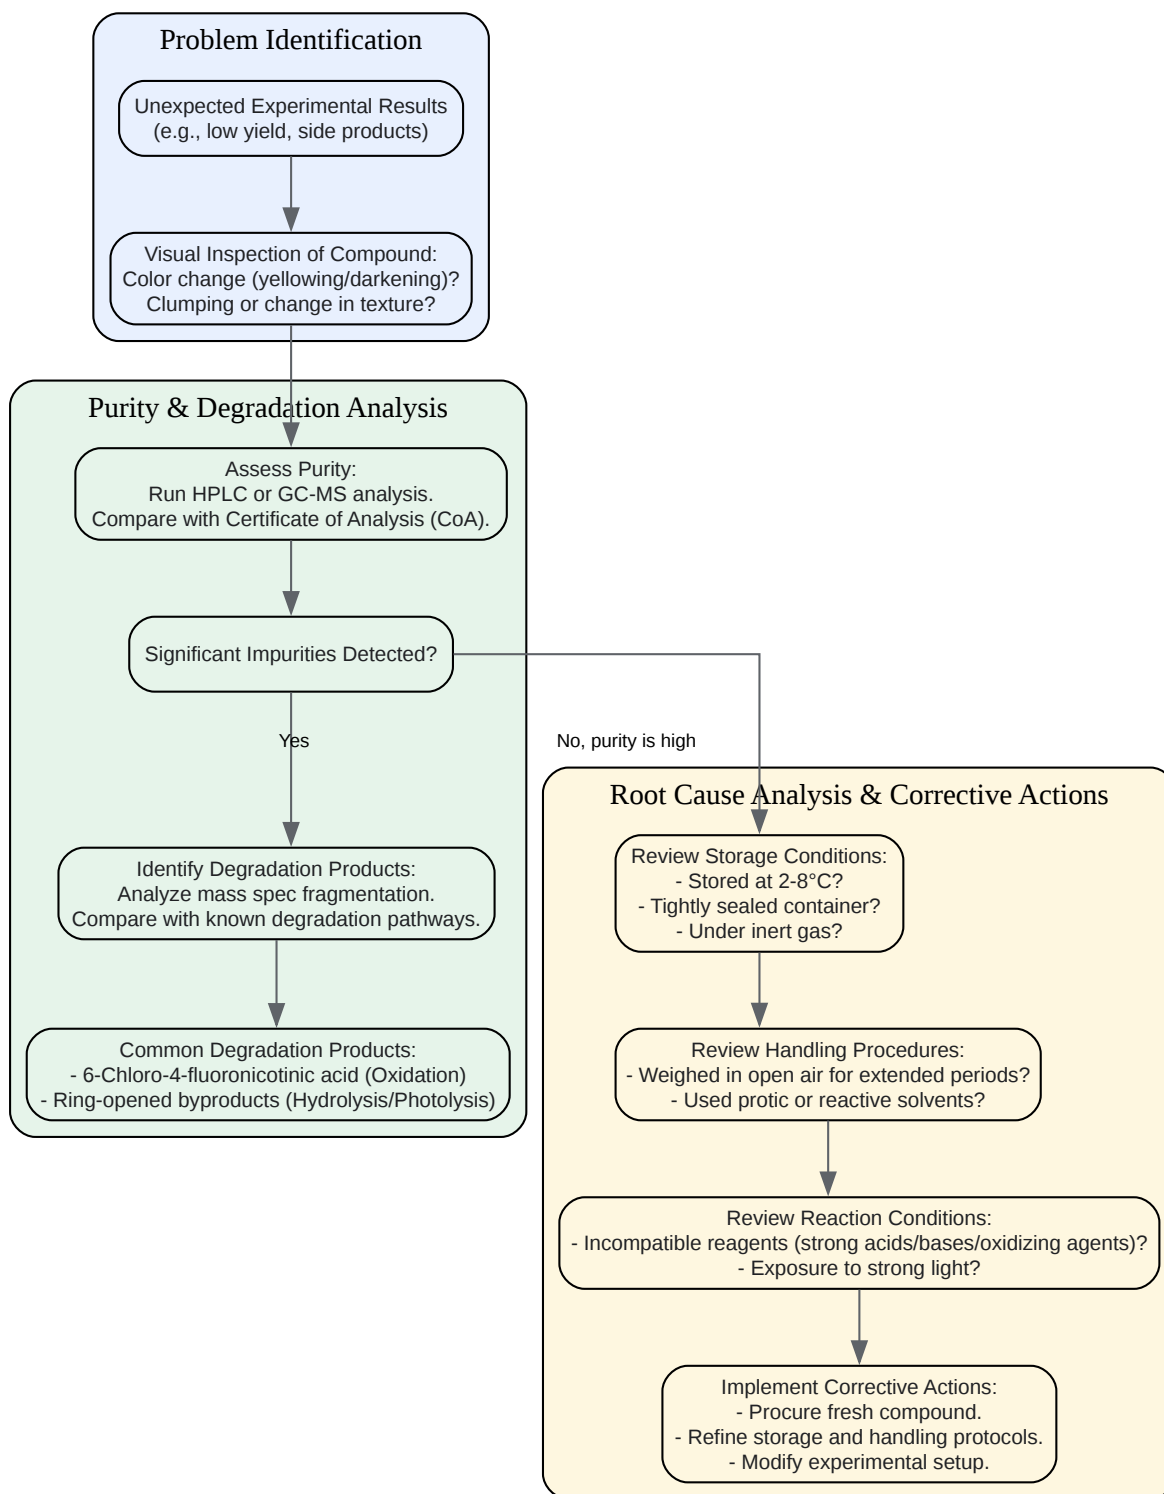 Problem Identification
Unexpected Experimental Results
(e.g., low yield, side products)
Visual Inspection of Compound:
Color change (yellowing/darkening)?
Clumping or change in texture?
Purity & Degradation Analysis
Assess Purity:
Run HPLC or GC-MS analysis.
Compare with Certificate of Analysis (CoA).
Significant Impurities Detected?
Yes
No, purity is high
Identify Degradation Products:
Analyze mass spec fragmentation.
Compare with known degradation pathways.
Common Degradation Products:
- 6-Chloro-4-fluoronicotinic acid (Oxidation)
- Ring-opened byproducts (Hydrolysis/Photolysis)
Root Cause Analysis & Corrective Actions
Review Storage Conditions:
- Stored at 2-8°C?
- Tightly sealed container?
- Under inert gas?
Review Handling Procedures:
- Weighed in open air for extended periods?
- Used protic or reactive solvents?
Review Reaction Conditions:
- Incompatible reagents (strong acids/bases/oxidizing agents)?
- Exposure to strong light?
Implement Corrective Actions:
- Procure fresh compound.
- Refine storage and handling protocols.
- Modify experimental setup.